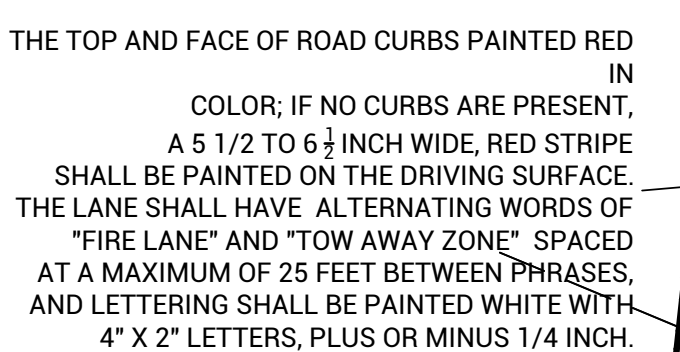 THE TOP AND FACE OF ROAD CURBS PAINTED RED
IN
COLOR; IF NO CURBS ARE PRESENT,
A 5 1/2 TO 6 1/2 INCH WIDE, RED STRIPE
SHALL BE PAINTED ON THE DRIVING SURFACE.
THE LANE SHALL HAVE  ALTERNATING WORDS OF
"FIRE LANE" AND "TOW AWAY ZONE"  SPACED
AT A MAXIMUM OF 25 FEET BETWEEN PHRASES,
AND LETTERING SHALL BE PAINTED WHITE WITH
4" X 2" LETTERS, PLUS OR MINUS 1/4 INCH.